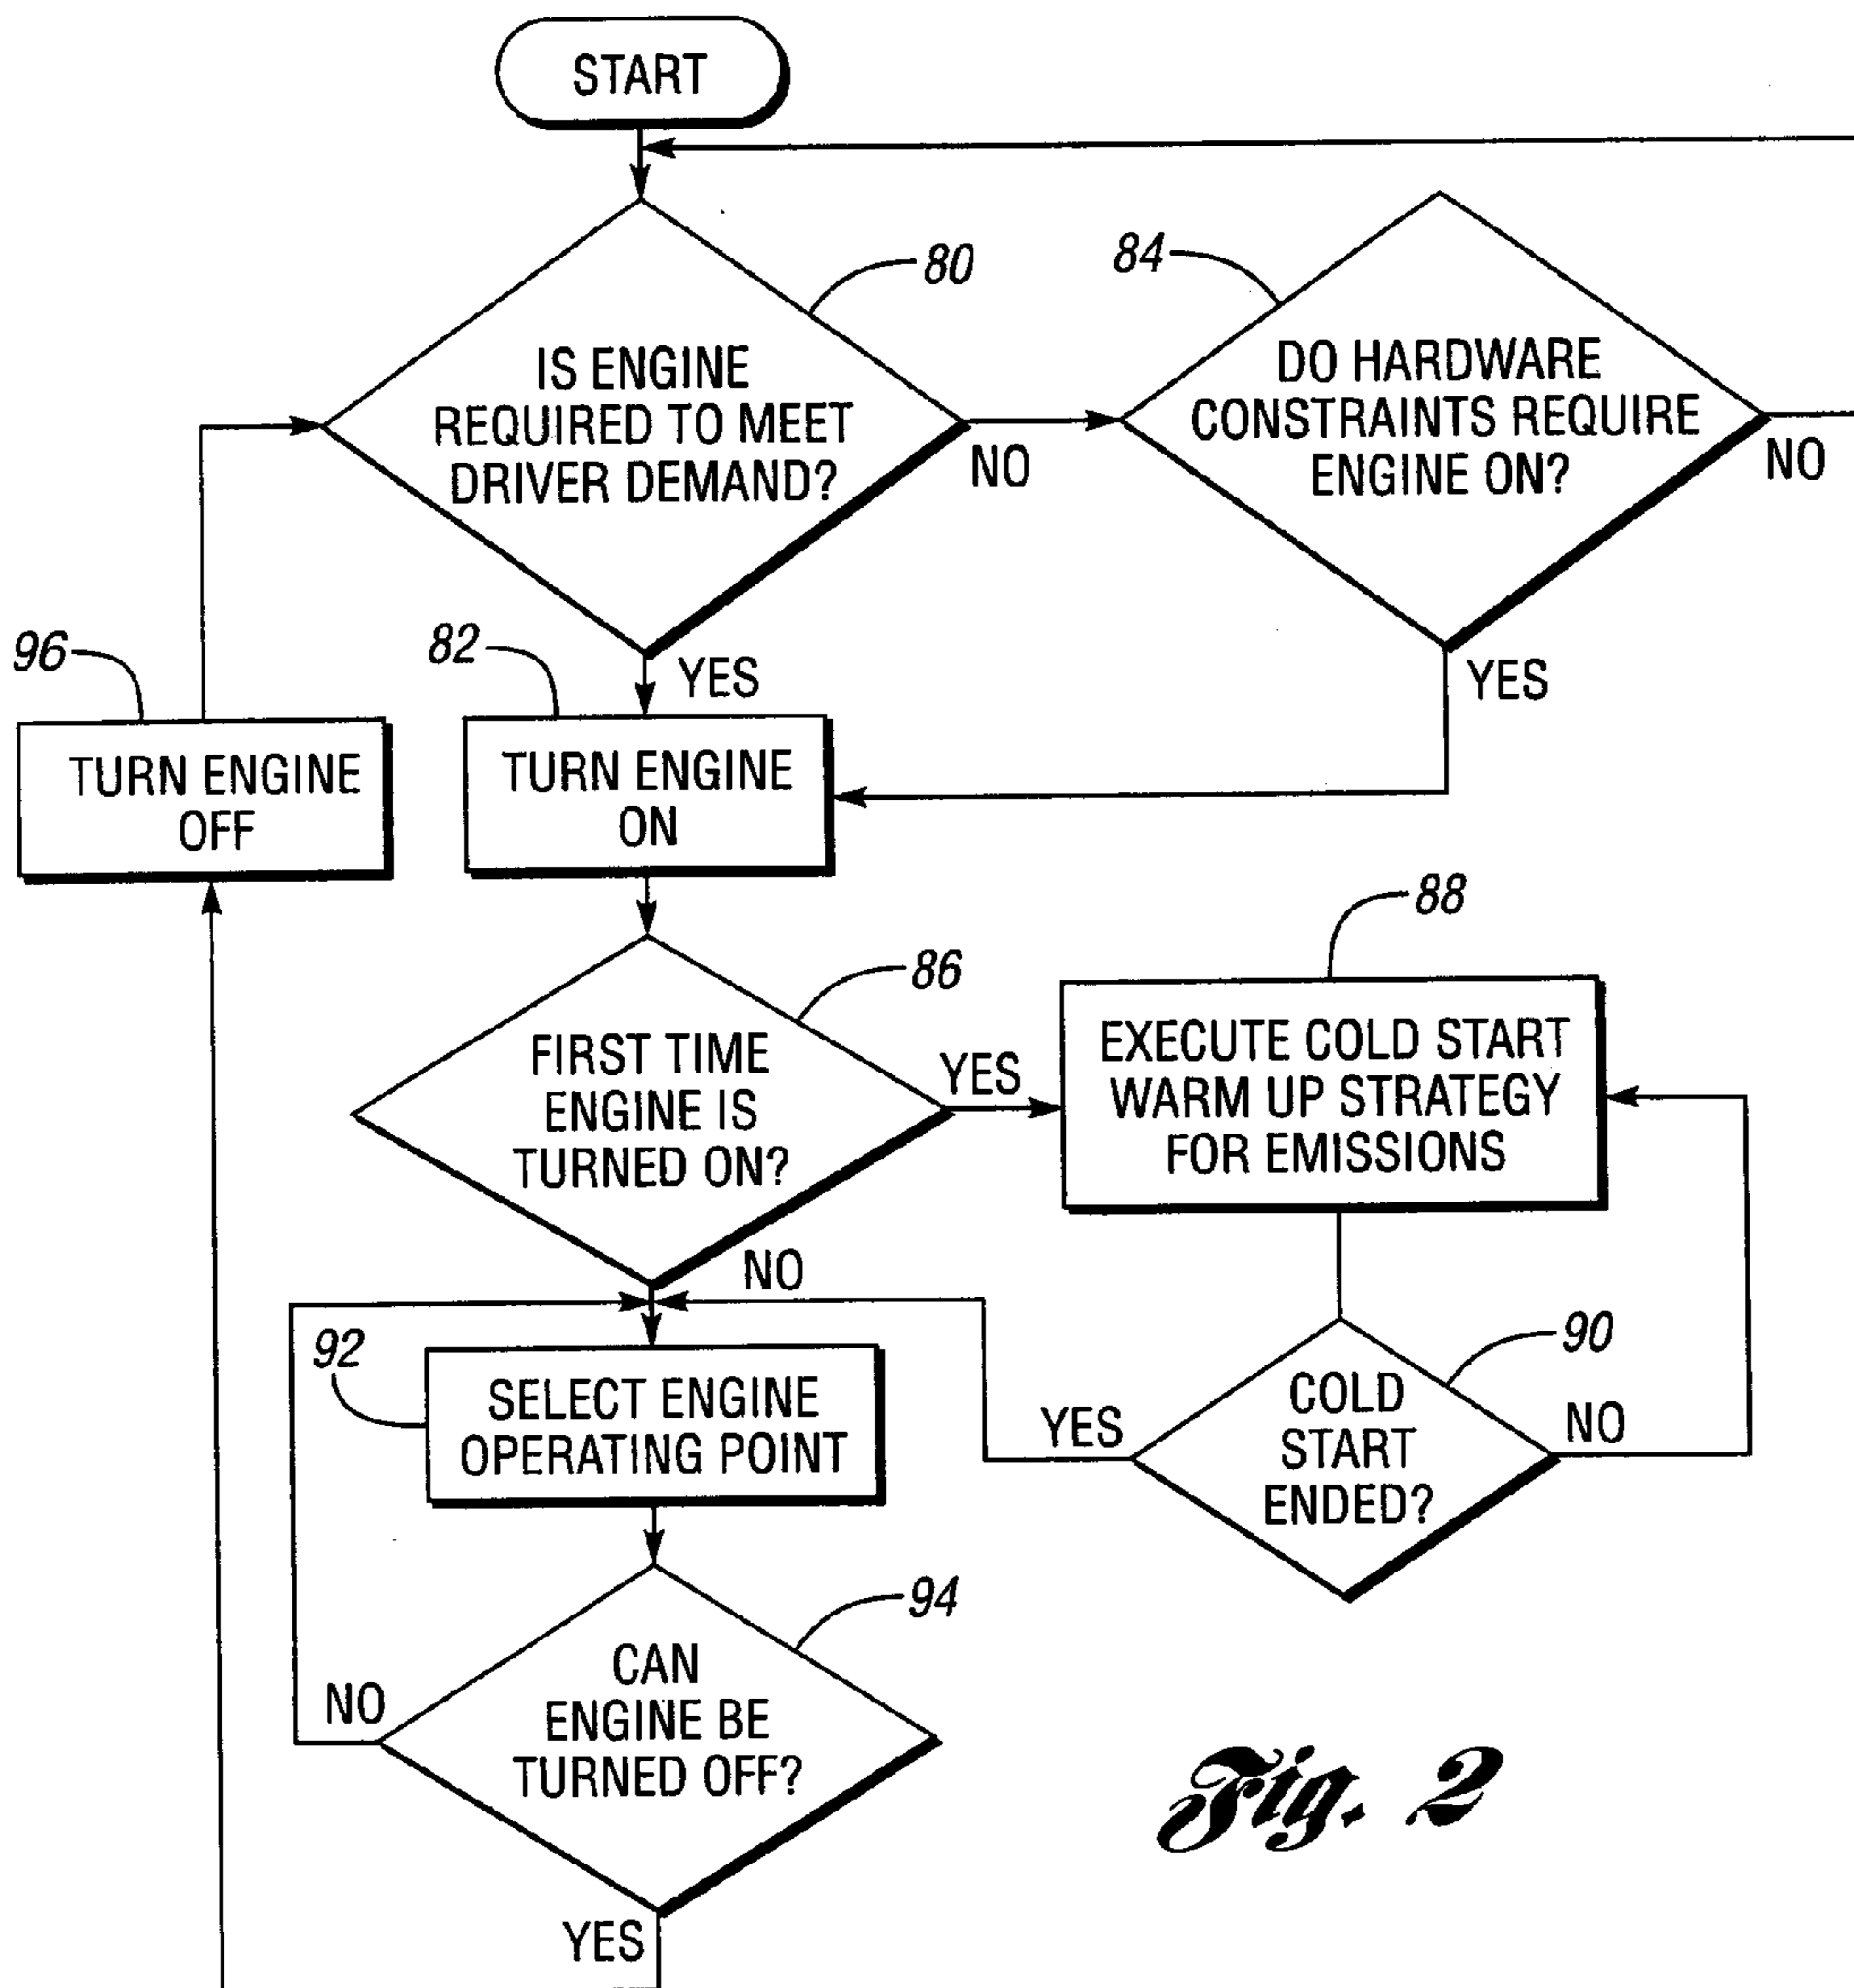 START
80
IS ENGINE
REQUIRED TO MEET
DRIVER DEMAND?
NO
YES
84
DO HARDWARE
CONSTRAINTS REQUIRE
ENGINE ON?
NO
YES
96
TURN ENGINE
OFF
82
TURN ENGINE
ON
86
FIRST TIME
ENGINE IS
TURNED ON?
YES
NO
88
EXECUTE COLD START
WARM UP STRATEGY
FOR EMISSIONS
90
COLD
START
ENDED?
YES
NO
92
SELECT ENGINE
OPERATING POINT
94
CAN
ENGINE BE
TURNED OFF?
NO
YES
Fig. 2